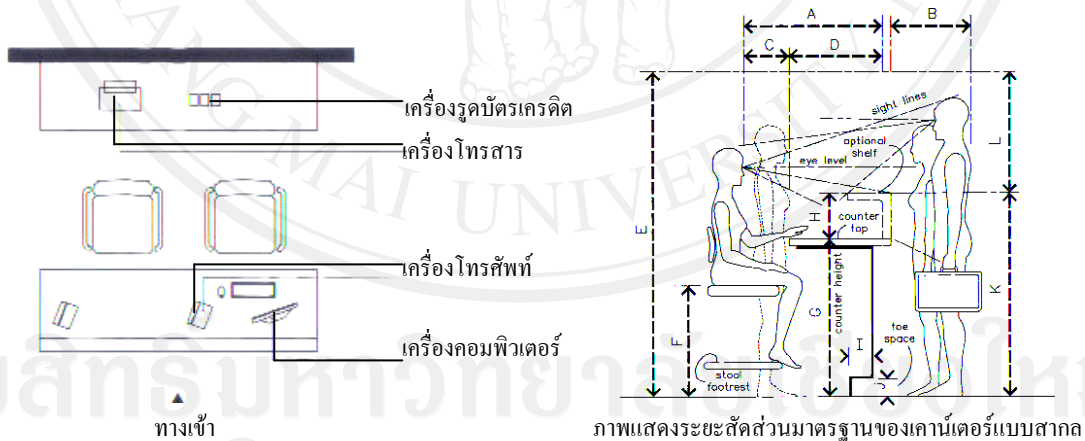 เครื่องรูดบัตรเครดิต
เครื่องโทรสาร
เครื่องโทรศัพท์
เครื่องคอมพิวเตอร์
ทางเข้า
A
B
C
D
sight lines
optional
shelf
eye level
L
E
H
counter
top
counter height
G
K
F
I
toe
space
J
stool
footrest
ภาพแสดงระยะสัดส่วนมาตรฐานของเคาน์เตอร์แบบสากล